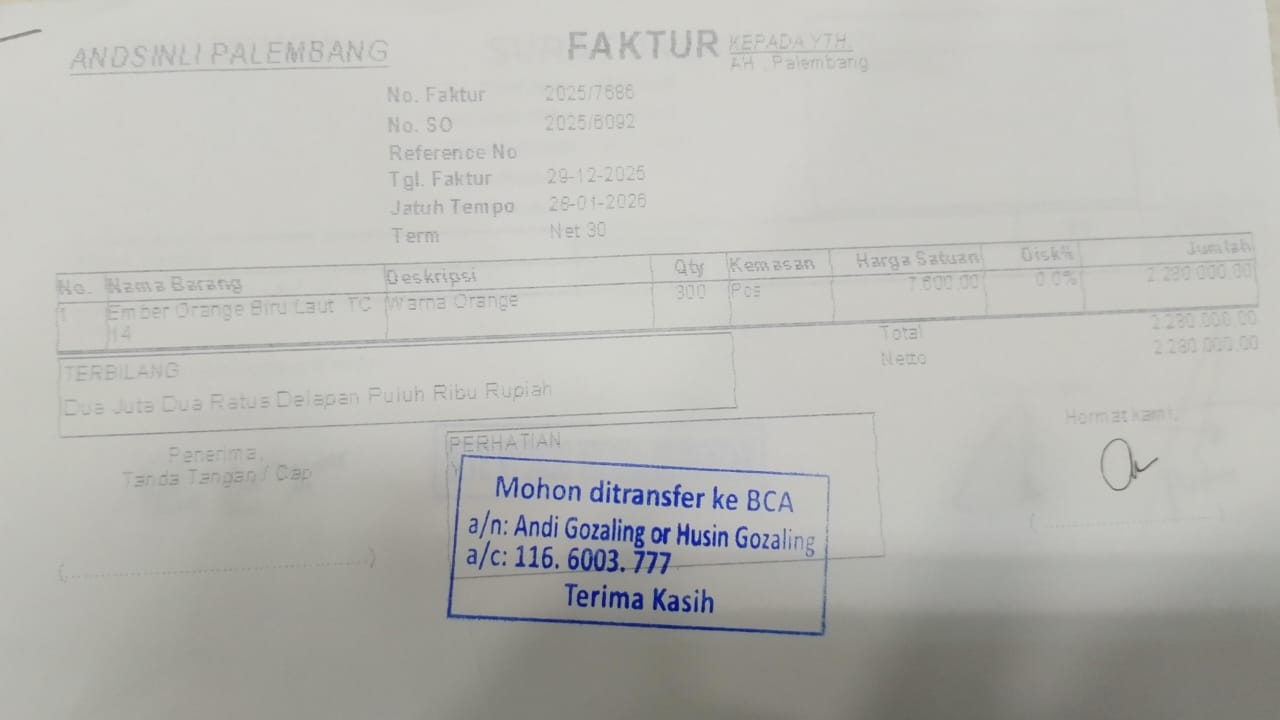 ANDSINLI PALEMBANG
FAKTUR
KEPADA YTH.
AH . Palembang
No. Faktur 2025/7686
No. SO 2025/6092
Reference No
Tgl. Faktur 29-12-2025
Jatuh Tempo 28-01-2026
Term Net 30
No. Nama Barang Deskripsi Qty Kemasan Harga Satuan Disk% Jumlah
1 Ember Orange Biru Laut TC 14 Warna Orange 300 Pcs 7.600,00 0.0% 2.280.000,00
Total 2.280.000,00
Netto 2.280.000,00
TERBILANG
Dua Juta Dua Ratus Delapan Puluh Ribu Rupiah
Penerima,
Tanda Tangan / Cap
PERHATIAN
Hormat kami,
Mohon ditransfer ke BCA
a/n: Andi Gozaling or Husin Gozaling
a/c: 116. 6003. 777
Terima Kasih